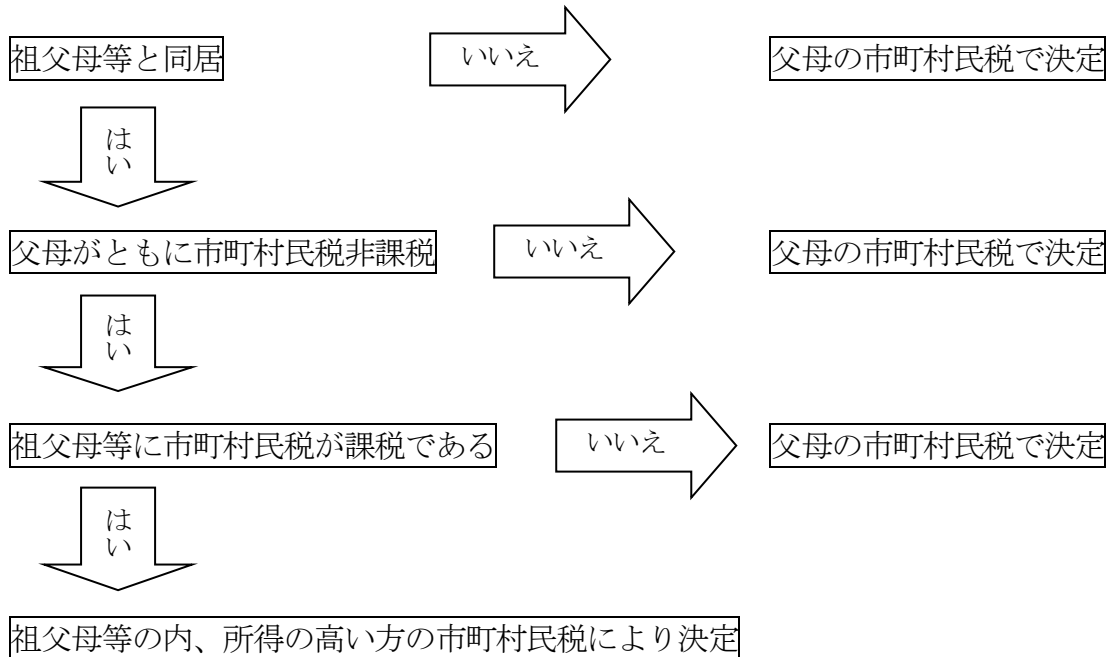 祖父母等と同居
いいえ
父母の市町村民税で決定
はい
父母がともに市町村民税非課税
いいえ
父母の市町村民税で決定
はい
祖父母等に市町村民税が課税である
いいえ
父母の市町村民税で決定
はい
祖父母等の内、所得の高い方の市町村民税により決定